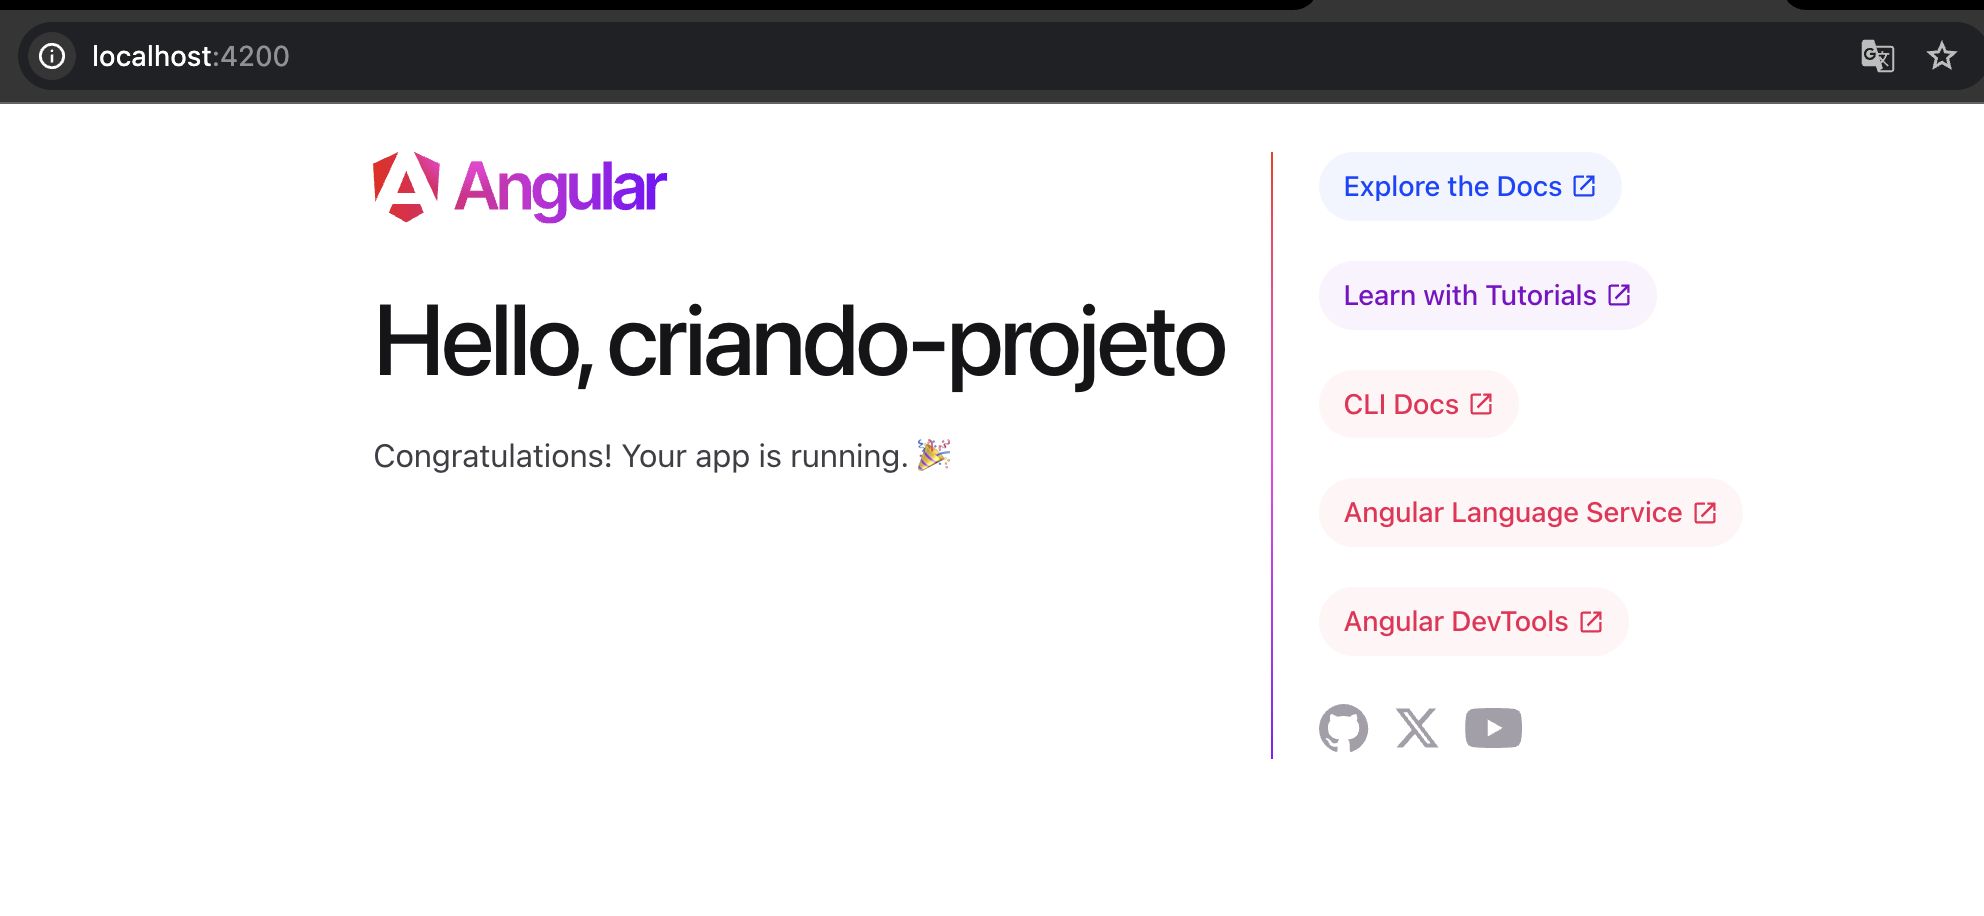 localhost:4200
Angular
Hello, criando-projeto
Congratulations! Your app is running. 🎉
Explore the Docs
Learn with Tutorials
CLI Docs
Angular Language Service
Angular DevTools